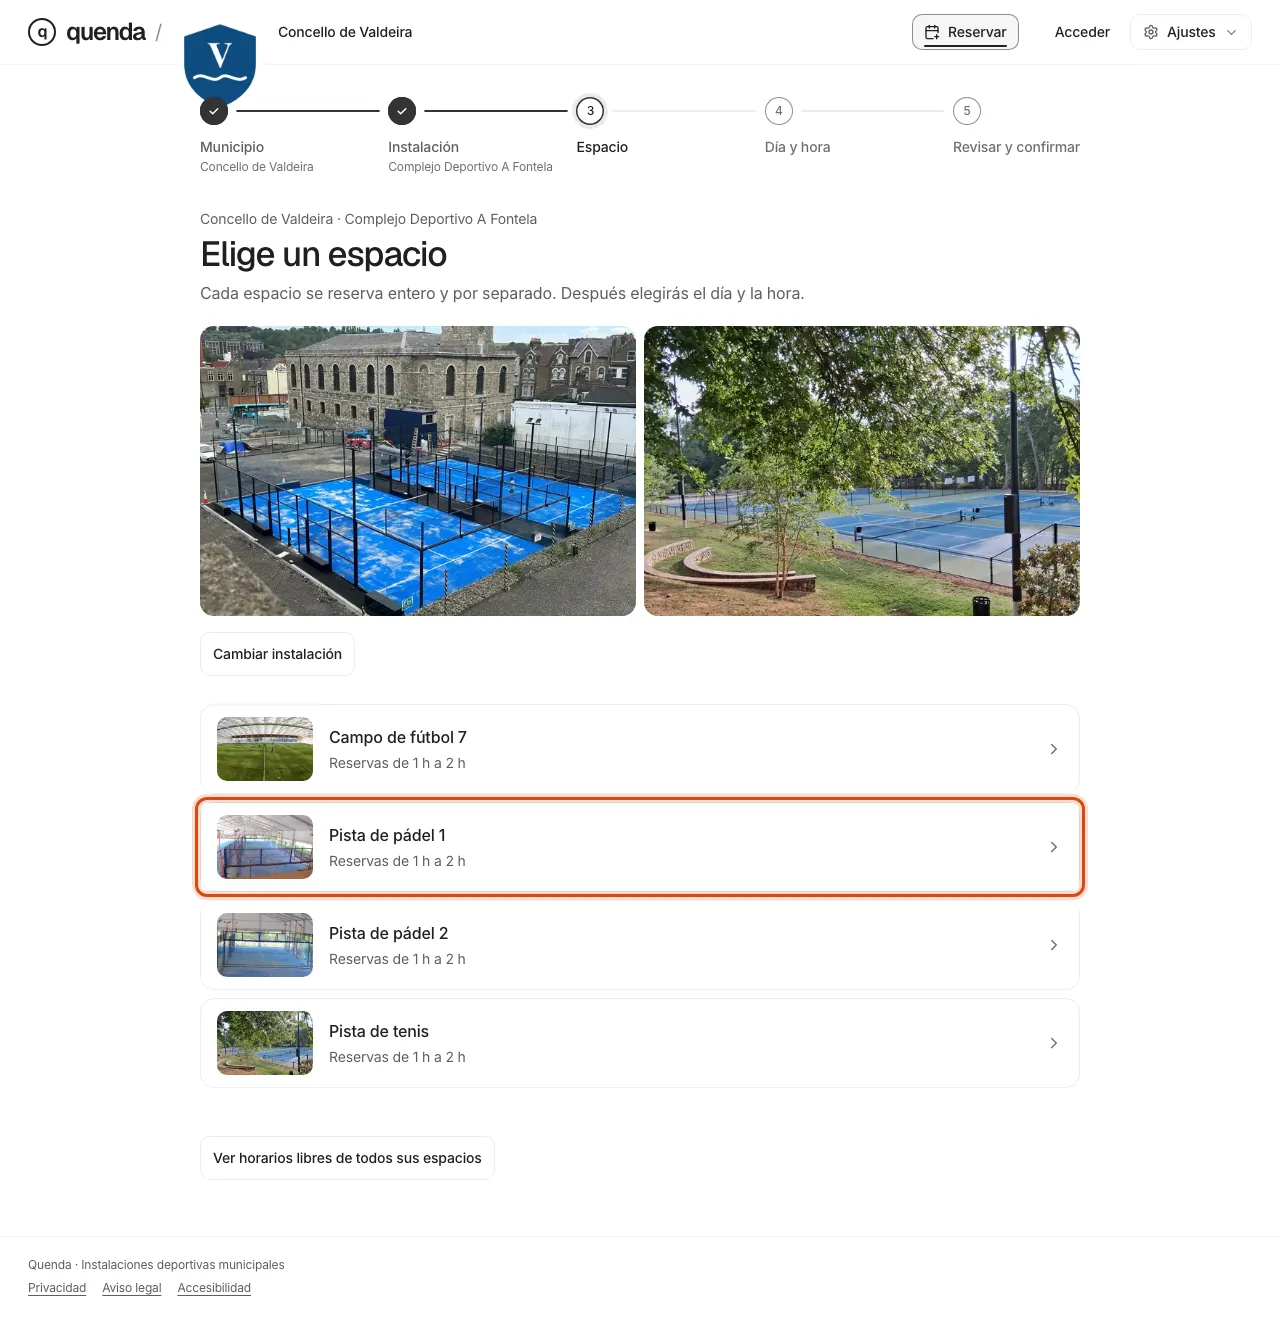 q quenda / V Concello de Valdeira Reservar Acceder Ajustes
3 4 5
Municipio Instalación Espacio Día y hora Revisar y confirmar
Concello de Valdeira Complejo Deportivo A Fontela
Concello de Valdeira · Complejo Deportivo A Fontela
Elige un espacio
Cada espacio se reserva entero y por separado. Después elegirás el día y la hora.
Cambiar instalación
Campo de fútbol 7
Reservas de 1 h a 2 h
Pista de pádel 1
Reservas de 1 h a 2 h
Pista de pádel 2
Reservas de 1 h a 2 h
Pista de tenis
Reservas de 1 h a 2 h
Ver horarios libres de todos sus espacios
Quenda · Instalaciones deportivas municipales
Privacidad Aviso legal Accesibilidad